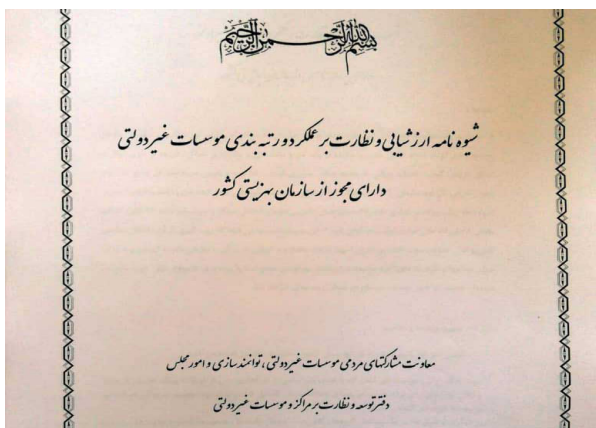 بسم الله الرحمن الرحیم
شیوه نامه ارزشیابی و نظارت بر عملکرد و رتبه بندی موسسات غیردولتی
دارای مجوز از سازمان بهزیستی کشور
معاونت مشارکتهای مردمی موسسات غیردولتی، توانمندسازی و امور مجلس
دفتر توسعه و نظارت بر مراکز و موسسات غیردولتی